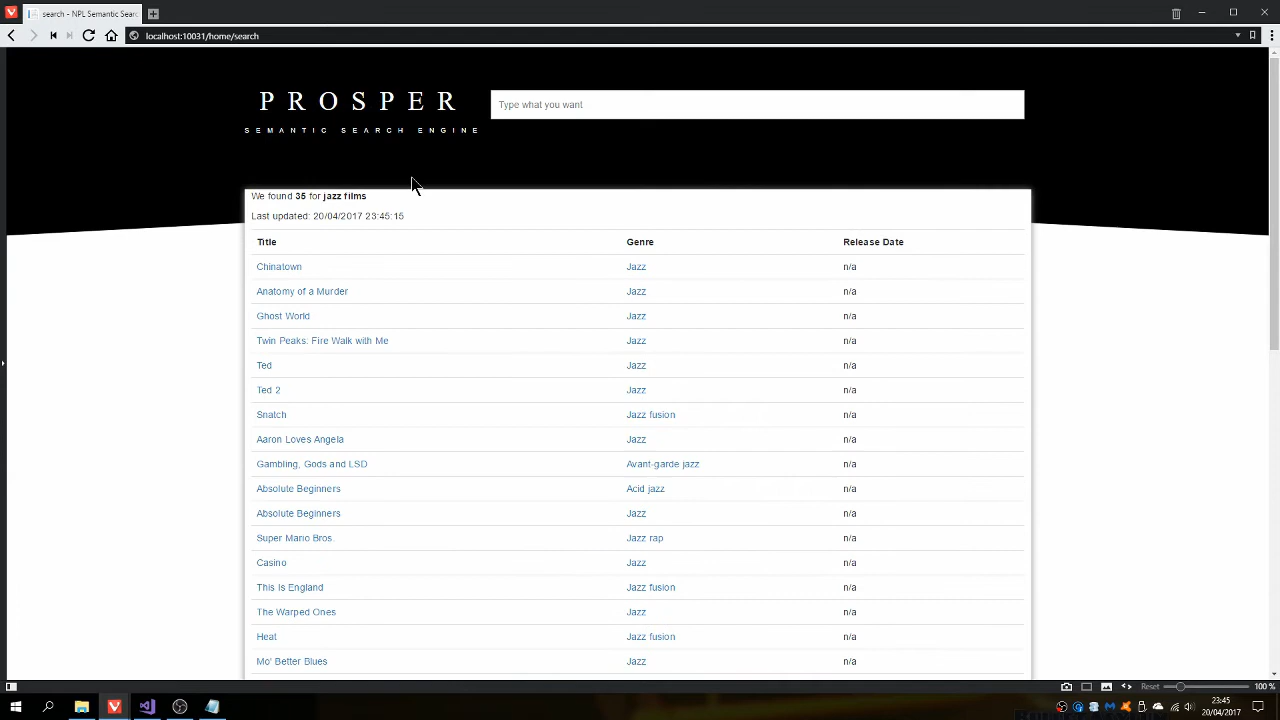 search - NPL Semantic Searc
localhost:10031/home/search
PROSPER
SEMANTIC SEARCH ENGINE
Type what you want
We found 35 for jazz films
Last updated: 20/04/2017 23:45:15
Title Genre Release Date
Chinatown Jazz n/a
Anatomy of a Murder Jazz n/a
Ghost World Jazz n/a
Twin Peaks: Fire Walk with Me Jazz n/a
Ted Jazz n/a
Ted 2 Jazz n/a
Snatch Jazz fusion n/a
Aaron Loves Angela Jazz n/a
Gambling, Gods and LSD Avant-garde jazz n/a
Absolute Beginners Acid jazz n/a
Absolute Beginners Jazz n/a
Super Mario Bros Jazz rap n/a
Casino Jazz n/a
This Is England Jazz fusion n/a
The Warped Ones Jazz n/a
Heat Jazz fusion n/a
Mo' Better Blues Jazz n/a
Reset 100 %
23:45
20/04/2017